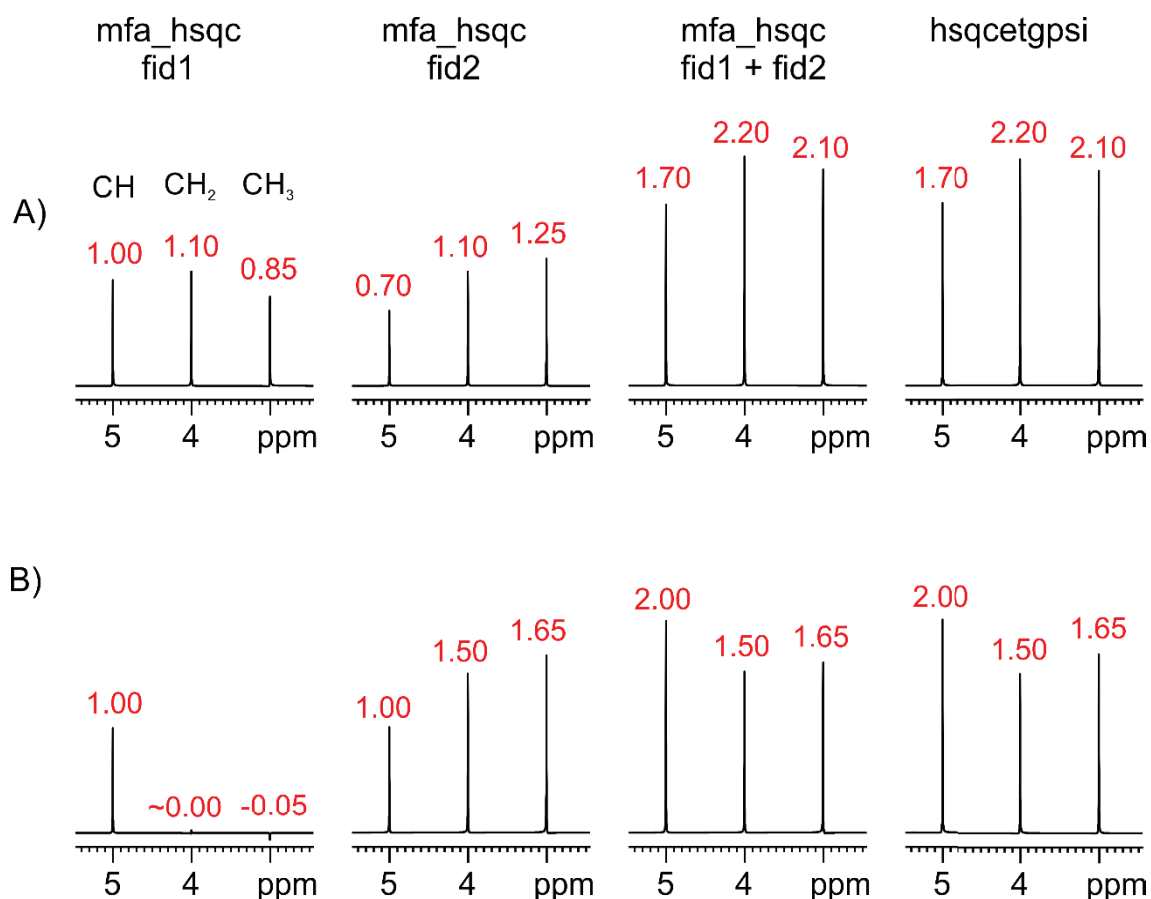 mfa_hsqc
fid1
mfa_hsqc
fid2
mfa_hsqc
fid1 + fid2
hsqcetgpsi
A)
CH CH₂ CH₃
1.00 1.10 0.85
0.70 1.10 1.25
1.70 2.20 2.10
1.70 2.20 2.10
5 4 ppm
5 4 ppm
5 4 ppm
5 4 ppm
B)
1.00 ~0.00 -0.05
1.00 1.50 1.65
2.00 1.50 1.65
2.00 1.50 1.65
5 4 ppm
5 4 ppm
5 4 ppm
5 4 ppm